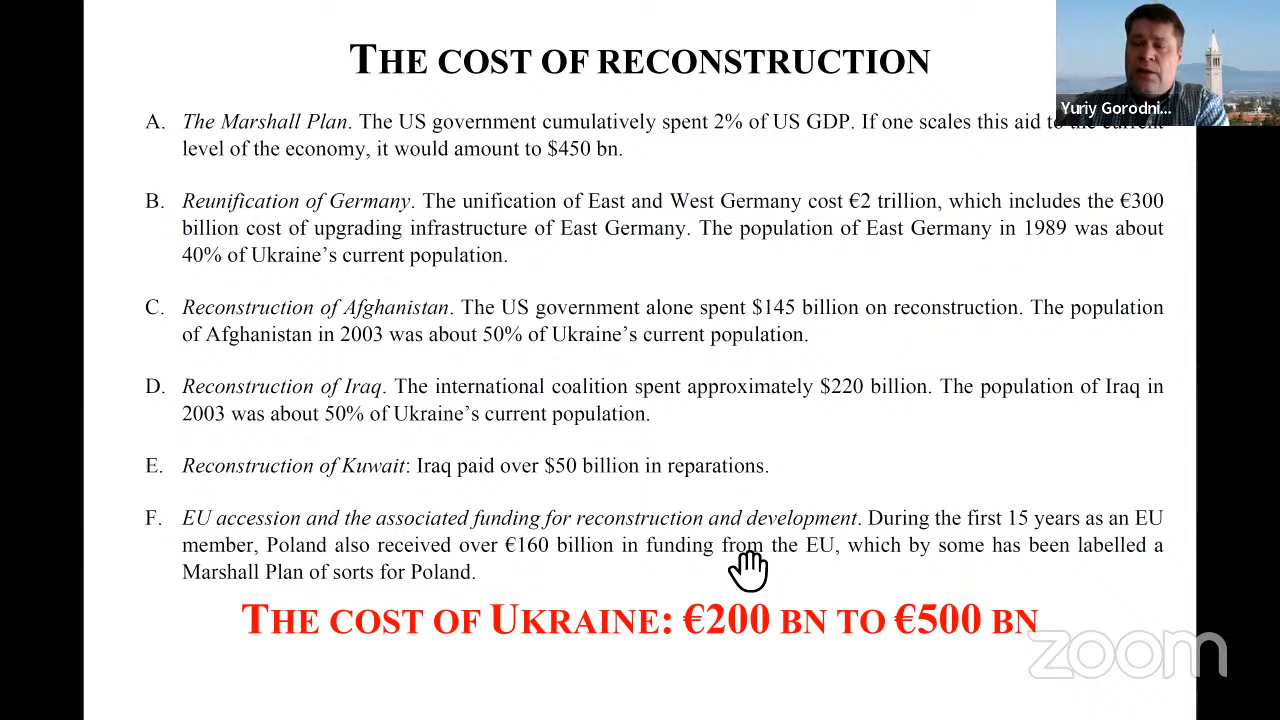 THE COST OF RECONSTRUCTION
Yuriy Gorodni...
A. The Marshall Plan. The US government cumulatively spent 2% of US GDP. If one scales this aid to the current
level of the economy, it would amount to $450 bn.
B. Reunification of Germany. The unification of East and West Germany cost €2 trillion, which includes the €300
billion cost of upgrading infrastructure of East Germany. The population of East Germany in 1989 was about
40% of Ukraine's current population.
C. Reconstruction of Afghanistan. The US government alone spent $145 billion on reconstruction. The population
of Afghanistan in 2003 was about 50% of Ukraine's current population.
D. Reconstruction of Iraq. The international coalition spent approximately $220 billion. The population of Iraq in
2003 was about 50% of Ukraine's current population.
E. Reconstruction of Kuwait: Iraq paid over $50 billion in reparations.
F. EU accession and the associated funding for reconstruction and development. During the first 15 years as an EU
member, Poland also received over €160 billion in funding from the EU, which by some has been labelled a
Marshall Plan of sorts for Poland.
THE COST OF UKRAINE: €200 BN TO €500 BN
zoom